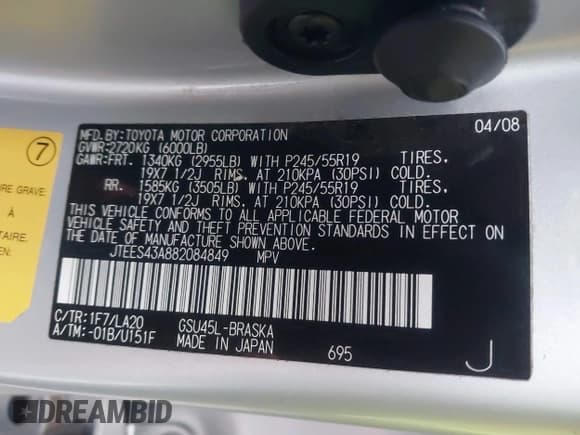 MFD.BY:TOYOTA MOTOR CORPORATION 04/08
GVWR:2720KG (6000LB)
GAWR:FRT. 1340KG (2955LB) WITH P245/55R19 TIRES,
19X7 1/2J RIMS, AT 210KPA (30PSI) COLD.
RR. 1585KG (3505LB) WITH P245/55R19 TIRES,
19X7 1/2J RIMS, AT 210KPA (30PSI) COLD.
THIS VEHICLE CONFORMS TO ALL APPLICABLE FEDERAL MOTOR
VEHICLE SAFETY AND THEFT PREVENTION STANDARDS IN EFFECT ON
THE DATE OF MANUFACTURE SHOWN ABOVE.
JTEES43A882084849 MPV
C/TR:1F7/LA20 GSU45L-BRASKA
A/TM:-01B/U151F MADE IN JAPAN 695 J
7
URE GRAVE:
À
TAIRE.
EN:
DREAMBID